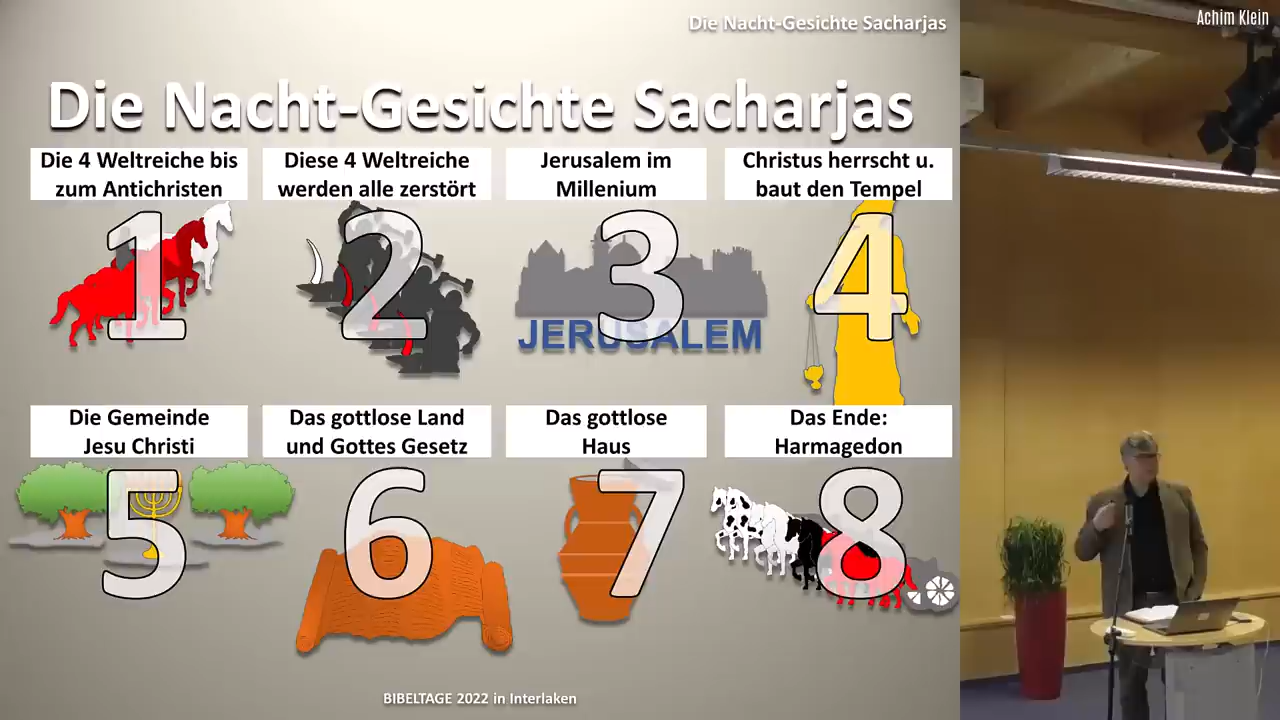 Die Nacht-Gesichte Sacharjas
Achim Klein
Die Nacht-Gesichte Sacharjas
Die 4 Weltreiche bis
zum Antichristen
1
Diese 4 Weltreiche
werden alle zerstört
2
Jerusalem im
Millenium
3
JERUSALEM
Christus herrscht u.
baut den Tempel
4
Die Gemeinde
Jesu Christi
5
Das gottlose Land
und Gottes Gesetz
6
Das gottlose
Haus
7
Das Ende:
Harmagedon
8
BIBELTAGE 2022 in Interlaken